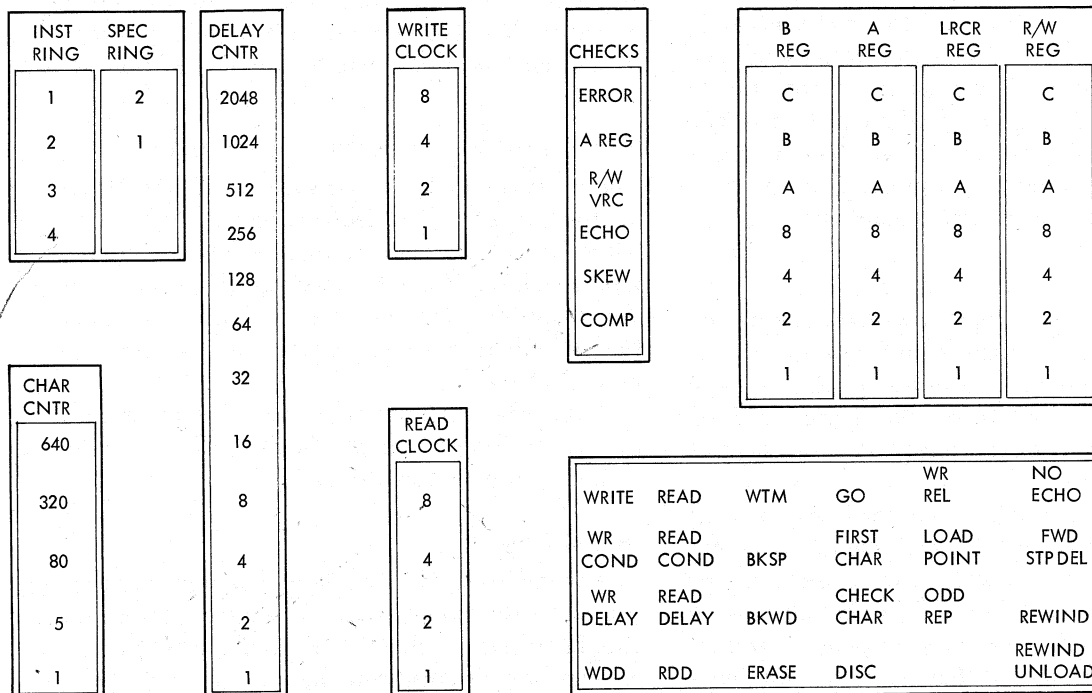 INST SPEC
RING RING
1 2
2 1
3
4
CHAR
CNTR
640
320
80
5
1
DELAY
CNTR
2048
1024
512
256
128
64
32
16
8
4
2
1
WRITE
CLOCK
8
4
2
1
READ
CLOCK
8
4
2
1
CHECKS
ERROR
A REG
R/W
VRC
ECHO
SKEW
COMP
B A LRCR R/W
REG REG REG REG
C C C C
B B B B
A A A A
8 8 8 8
4 4 4 4
2 2 2 2
1 1 1 1
WR NO
WRITE READ WTM GO REL ECHO
WR READ FIRST LOAD FWD
COND COND BKSP CHAR POINT STP DEL
WR READ CHECK ODD
DELAY DELAY BKWD CHAR REP REWIND
REWIND
WDD RDD ERASE DISC UNLOAD